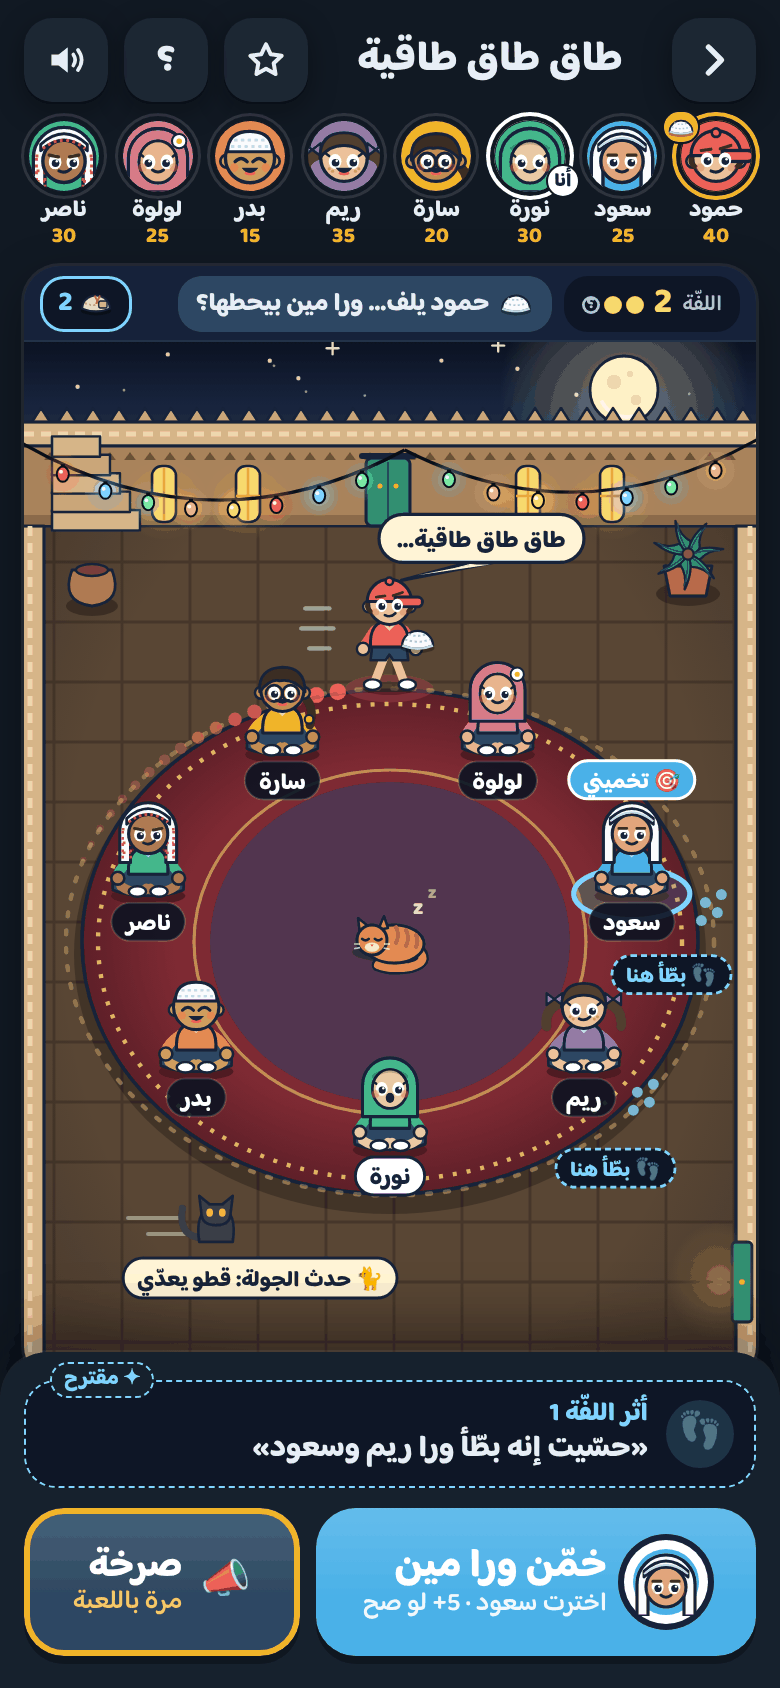 طاق طاق طاقية
؟
حمود
سعود
نورة
سارة
ريم
بدر
لولوة
ناصر
أنا
40
25
30
20
35
15
25
30
اللفّة 2
حمود يلف... ورا مين بيحطها؟
2
طاق طاق طاقية...
سارة
لولوة
تخميني
ناصر
سعود
z
z
بطّأ هنا
بدر
ريم
نورة
بطّأ هنا
حدث الجولة: قطو يعدّي
مقترح
أثر اللفّة 1
«حسّيت إنه بطّأ ورا ريم وسعود»
خمّن ورا مين
اخترت سعود · 5+ لو صح
صرخة
مرة باللعبة